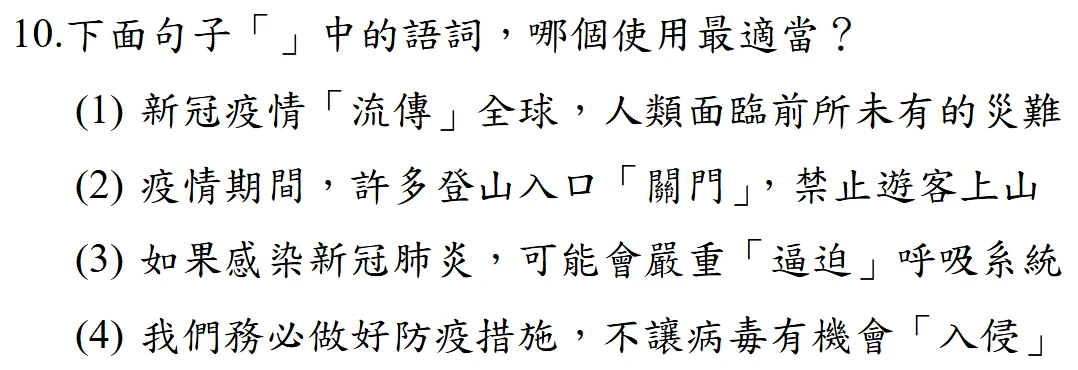 10.下面句子「」中的語詞，哪個使用最適當？
(1) 新冠疫情「流傳」全球，人類面臨前所未有的災難
(2) 疫情期間，許多登山入口「關門」，禁止遊客上山
(3) 如果感染新冠肺炎，可能會嚴重「逼迫」呼吸系統
(4) 我們務必做好防疫措施，不讓病毒有機會「入侵」